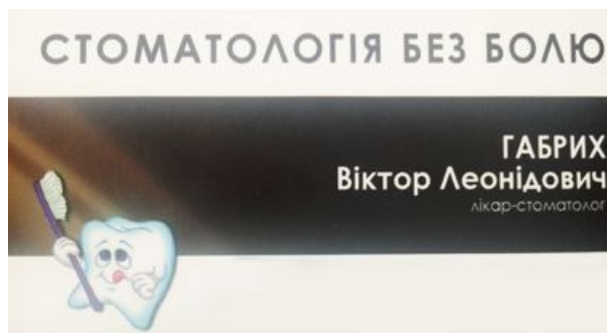 СТОМАТОЛОГІЯ БЕЗ БОЛЮ
ГАБРИХ
Віктор Леонідович
лікар-стоматолог